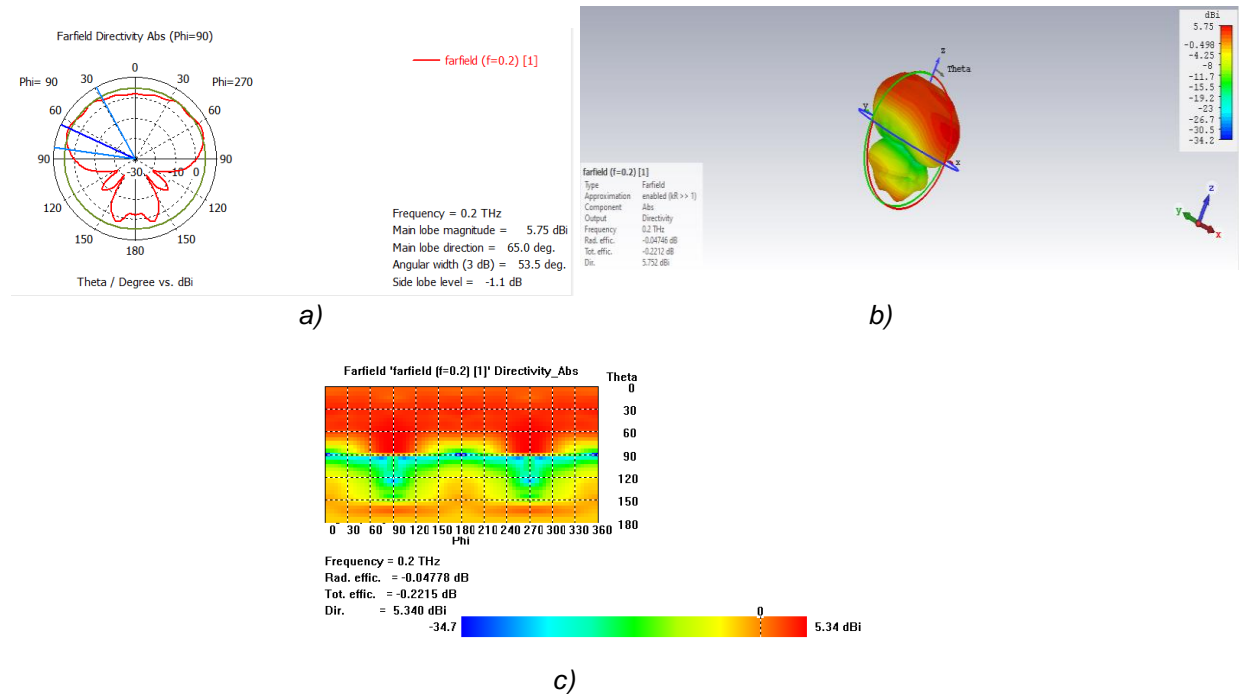 Farfield Directivity Abs (Phi=90)
farfield (f=0.2) [1]
0
30
30
Phi= 90
Phi=270
60
60
90
-30
-10
0
90
120
120
150
150
180
Frequency = 0.2 THz
Main lobe magnitude = 5.75 dBi
Main lobe direction = 65.0 deg.
Angular width (3 dB) = 53.5 deg.
Side lobe level = -1.1 dB
Theta / Degree vs. dBi
a)
dBi
5.75
-0.498
-4.25
-8
-11.7
-15.5
-19.2
-23
-26.7
-30.5
-34.2
z
Theta
y
x
farfield (f=0.2) [1]
Type Farfield
Approximation enabled (kR >> 1)
Component Abs
Output Directivity
Frequency 0.2 THz
Rad. effic. -0.04746 dB
Tot. effic. -0.2212 dB
Dir. 5.752 dBi
z
y
x
b)
Farfield 'farfield (f=0.2) [1]' Directivity_Abs
Theta
0
30
60
90
120
150
180
0 30 60 90 120 150 180 210 240 270 300 330 360
Phi
Frequency = 0.2 THz
Rad. effic. = -0.04778 dB
Tot. effic. = -0.2215 dB
Dir. = 5.340 dBi
0
-34.7
5.34 dBi
c)